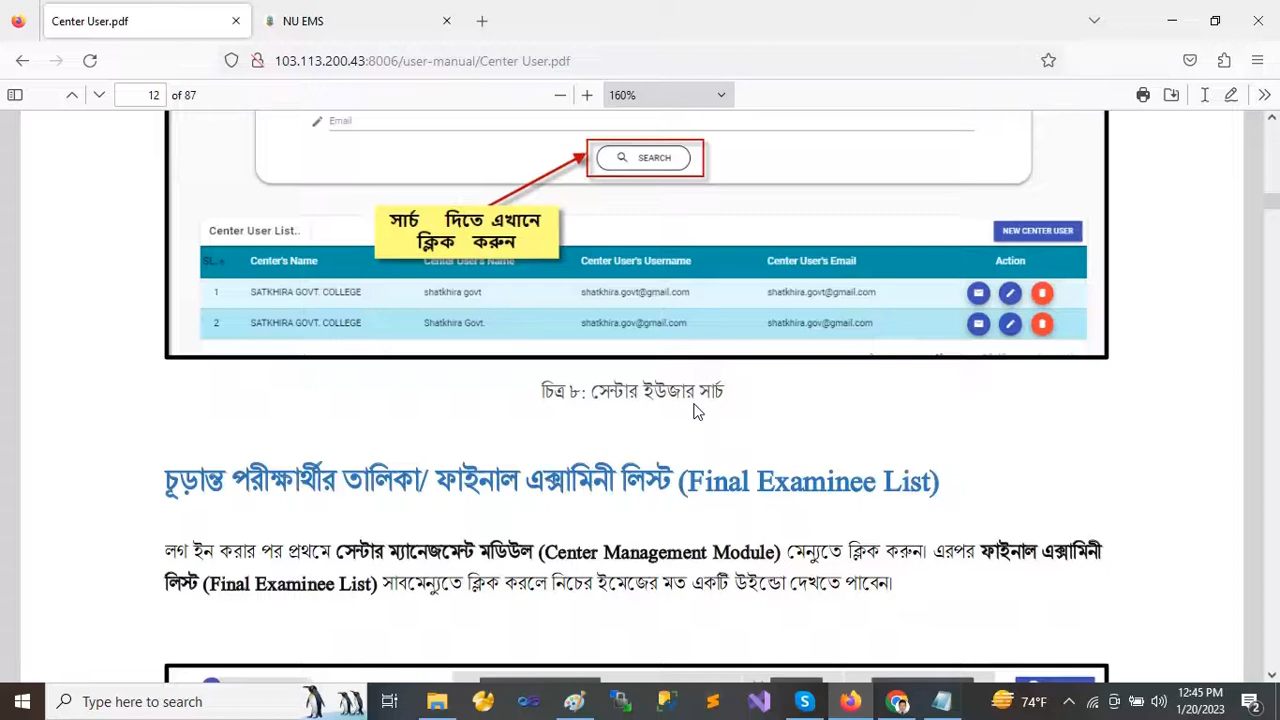 Center User.pdf
NU EMS
103.113.200.43:8006/user-manual/Center User.pdf
12 of 87
160%
Email
SEARCH
সার্চ দিতে এখানে
ক্লিক করুন
Center User List..
NEW CENTER USER
SL. Center's Name Center User's Name Center User's Username Center User's Email Action
1 SATKHIRA GOVT. COLLEGE shatkhira govt shatkhira.govt@gmail.com shatkhira.govt@gmail.com
2 SATKHIRA GOVT. COLLEGE Shatkhira Govt. shatkhira.gov@gmail.com shatkhira.gov@gmail.com
চিত্র ৮: সেন্টার ইউজার সার্চ
চূড়ান্ত পরীক্ষার্থীর তালিকা/ ফাইনাল এক্সামিনী লিস্ট (Final Examinee List)
লগ ইন করার পর প্রথমে সেন্টার ম্যানেজমেন্ট মডিউল (Center Management Module) মেন্যুতে ক্লিক করুন। এরপর ফাইনাল এক্সামিনী
লিস্ট (Final Examinee List) সাবমেন্যুতে ক্লিক করলে নিচের ইমেজের মত একটি উইন্ডো দেখতে পাবেন।
Type here to search
74°F
12:45 PM
1/20/2023
2